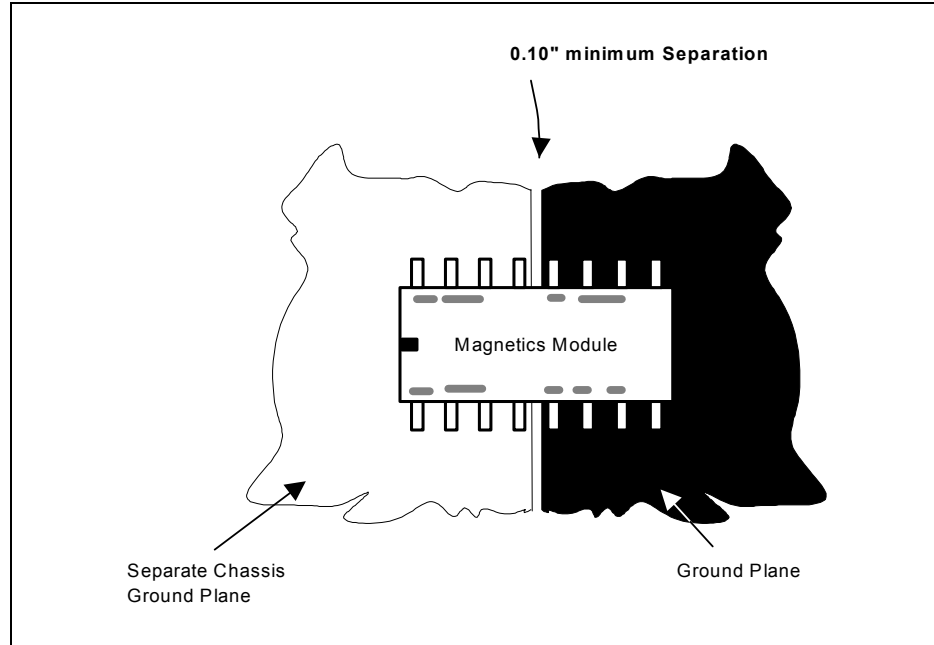 0.10" minimum Separation
Magnetics Module
Separate Chassis
Ground Plane
Ground Plane